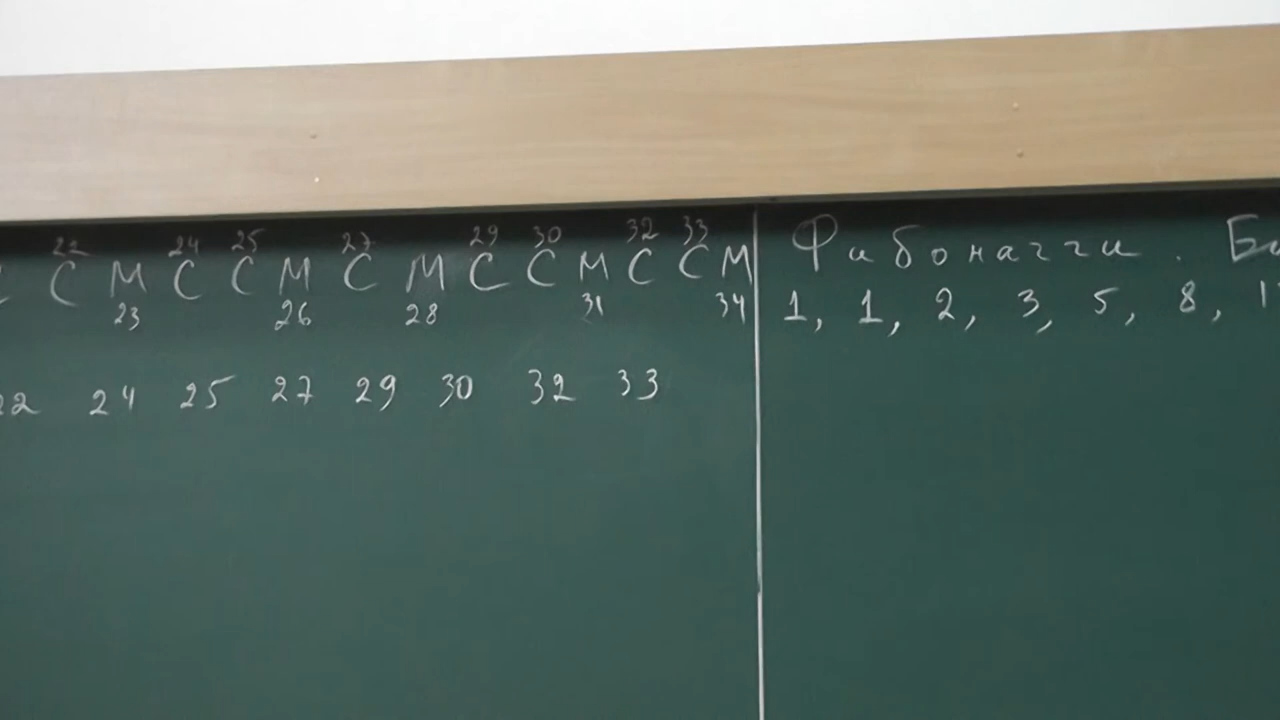 22 24 25 27 29 30 32 33
С М С С М С М С С М С С М
23 26 28 31 34
22 24 25 27 29 30 32 33
Фибоначчи.
1, 1, 2, 3, 5, 8,